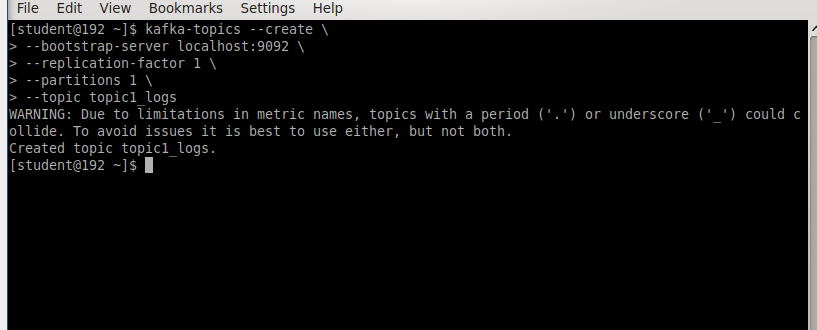 File Edit View Bookmarks Settings Help
[student@192 ~]$ kafka-topics --create \
> --bootstrap-server localhost:9092 \
> --replication-factor 1 \
> --partitions 1 \
> --topic topic1_logs
WARNING: Due to limitations in metric names, topics with a period ('.') or underscore ('_') could c
ollide. To avoid issues it is best to use either, but not both.
Created topic topic1_logs.
[student@192 ~]$